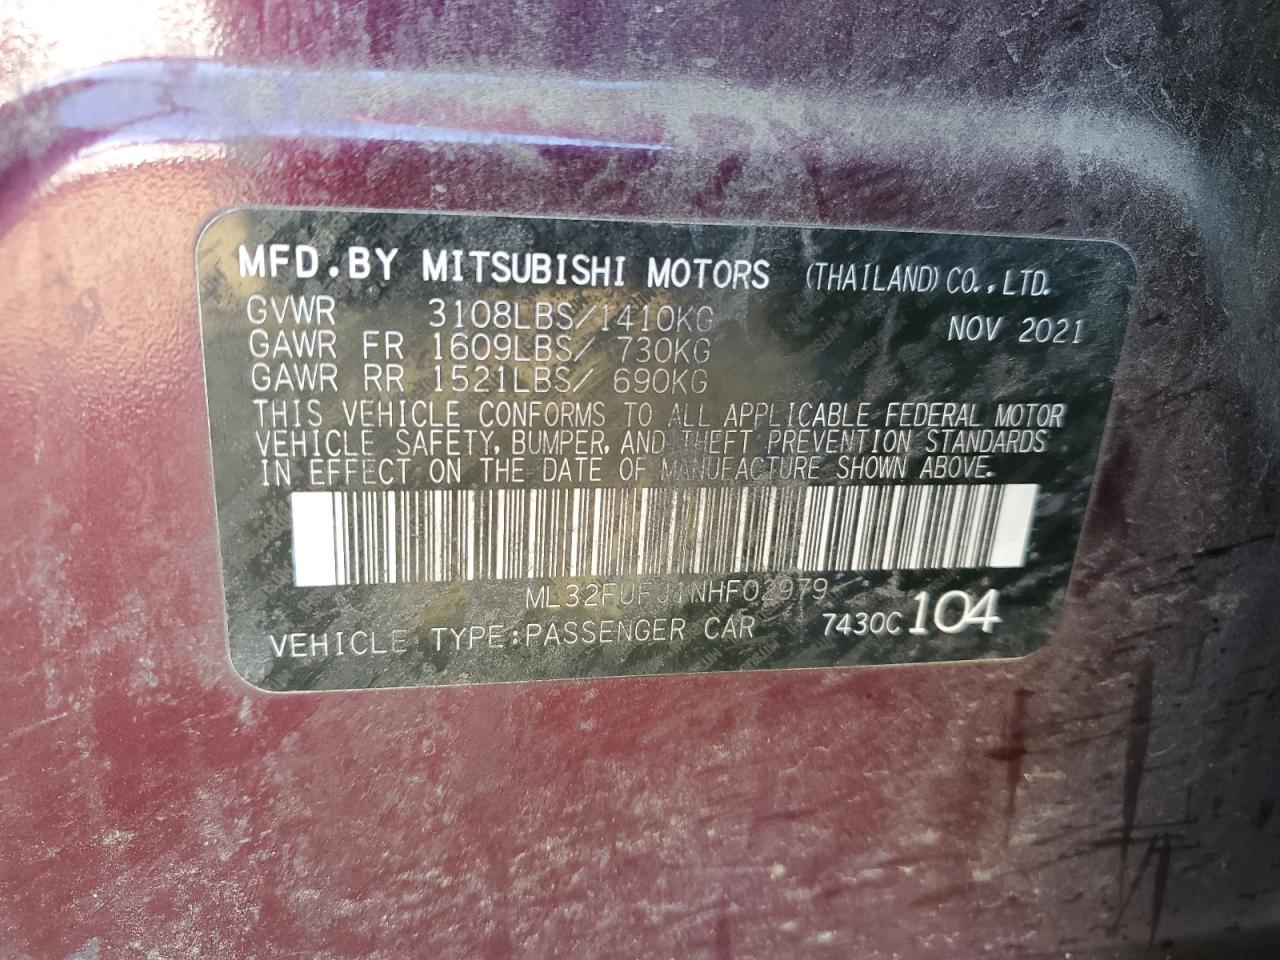 MFD.BY MITSUBISHI MOTORS (THAILAND) CO., LTD.
GVWR 3108LBS/1410KG NOV 2021
GAWR FR 1609LBS/ 730KG
GAWR RR 1521LBS/ 690KG
THIS VEHICLE CONFORMS TO ALL APPLICABLE FEDERAL MOTOR
VEHICLE SAFETY, BUMPER, AND THEFT PREVENTION STANDARDS
IN EFFECT ON THE DATE OF MANUFACTURE SHOWN ABOVE.
7430C 104
VEHICLE TYPE:PASSENGER CAR